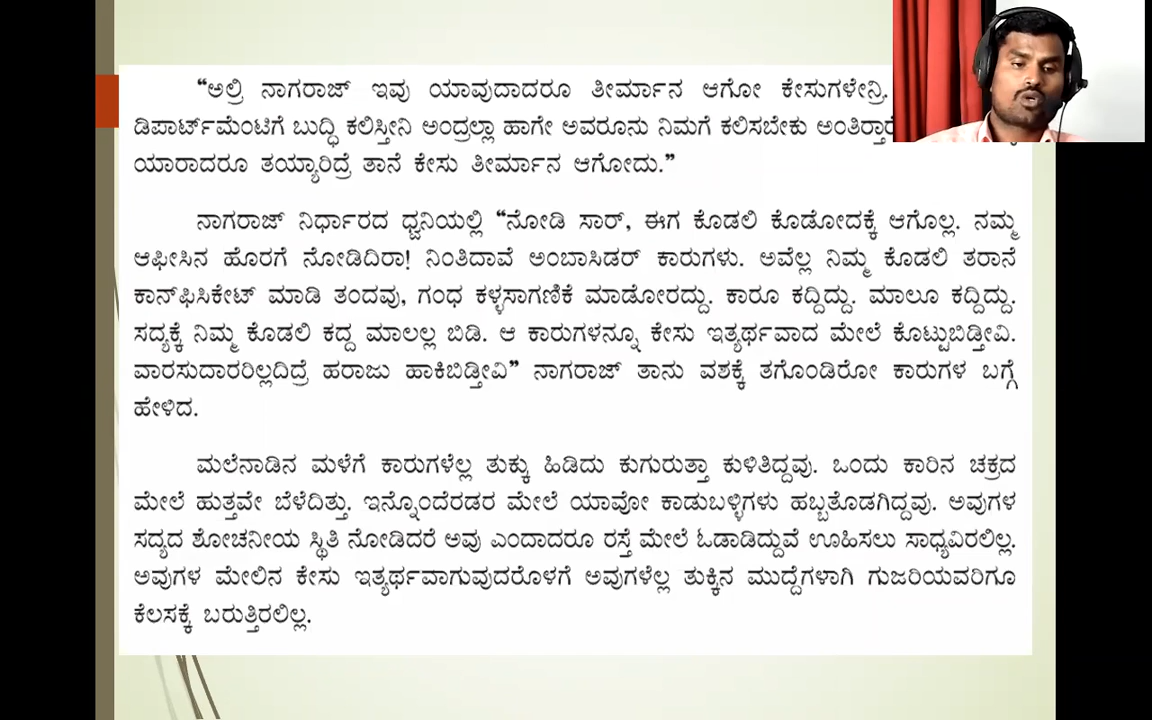 “ಅಲ್ರಿ ನಾಗರಾಜ್ ಇವು ಯಾವುದಾದರೂ ತೀರ್ಮಾನ ಆಗೋ ಕೇಸುಗಳೇನ್ರಿ.
ಡಿಪಾರ್ಟ್‌ಮೆಂಟಿಗೆ ಬುದ್ಧಿ ಕಲಿಸ್ತೀನಿ ಅಂದ್ರಲ್ಲಾ ಹಾಗೇ ಅವರೂನು ನಿಮಗೆ ಕಲಿಸಬೇಕು
ಯಾರಾದರೂ ತಯ್ಯಾರಿದ್ರೆ ತಾನೆ ಕೇಸು ತೀರ್ಮಾನ ಆಗೋದು.”
ನಾಗರಾಜ್ ನಿರ್ಧಾರದ ಧ್ವನಿಯಲ್ಲಿ “ನೋಡಿ ಸಾರ್, ಈಗ ಕೊಡಲಿ ಕೊಡೋದಕ್ಕೆ ಆಗೊಲ್ಲ. ನಮ್ಮ
ಆಫೀಸಿನ ಹೊರಗೆ ನೋಡಿದಿರಾ! ನಿಂತಿದಾವೆ ಅಂಬಾಸಿಡರ್ ಕಾರುಗಳು. ಅವೆಲ್ಲ ನಿಮ್ಮ ಕೊಡಲಿ ತರಾನೆ
ಕಾನ್‌ಫಿಸಿಕೇಟ್ ಮಾಡಿ ತಂದವು, ಗಂಧ ಕಳ್ಳಸಾಗಣಿಕೆ ಮಾಡೋರದ್ದು. ಕಾರೂ ಕದ್ದಿದ್ದು. ಮಾಲೂ ಕದ್ದಿದ್ದು.
ಸದ್ಯಕ್ಕೆ ನಿಮ್ಮ ಕೊಡಲಿ ಕದ್ದ ಮಾಲಲ್ಲ ಬಿಡಿ. ಆ ಕಾರುಗಳನ್ನೂ ಕೇಸು ಇತ್ಯರ್ಥವಾದ ಮೇಲೆ ಕೊಟ್ಟುಬಿಡ್ತೀವಿ.
ವಾರಸುದಾರರಿಲ್ಲದಿದ್ರೆ ಹರಾಜು ಹಾಕಿಬಿಡ್ತೀವಿ” ನಾಗರಾಜ್ ತಾನು ವಶಕ್ಕೆ ತಗೊಂಡಿರೋ ಕಾರುಗಳ ಬಗ್ಗೆ
ಹೇಳಿದ.
ಮಲೆನಾಡಿನ ಮಳೆಗೆ ಕಾರುಗಳೆಲ್ಲ ತುಕ್ಕು ಹಿಡಿದು ಕುಗುರುತ್ತಾ ಕುಳಿತಿದ್ದವು. ಒಂದು ಕಾರಿನ ಚಕ್ರದ
ಮೇಲೆ ಹುತ್ತವೇ ಬೆಳೆದಿತ್ತು. ಇನ್ನೊಂದೆರಡರ ಮೇಲೆ ಯಾವೋ ಕಾಡುಬಳ್ಳಿಗಳು ಹಬ್ಬತೊಡಗಿದ್ದವು. ಅವುಗಳ
ಸದ್ಯದ ಶೋಚನೀಯ ಸ್ಥಿತಿ ನೋಡಿದರೆ ಅವು ಎಂದಾದರೂ ರಸ್ತೆ ಮೇಲೆ ಓಡಾಡಿದ್ದುವೆ ಊಹಿಸಲು ಸಾಧ್ಯವಿರಲಿಲ್ಲ.
ಅವುಗಳ ಮೇಲಿನ ಕೇಸು ಇತ್ಯರ್ಥವಾಗುವುದರೊಳಗೆ ಅವುಗಳೆಲ್ಲ ತುಕ್ಕಿನ ಮುದ್ದೆಗಳಾಗಿ ಗುಜರಿಯವರಿಗೂ
ಕೆಲಸಕ್ಕೆ ಬರುತ್ತಿರಲಿಲ್ಲ.